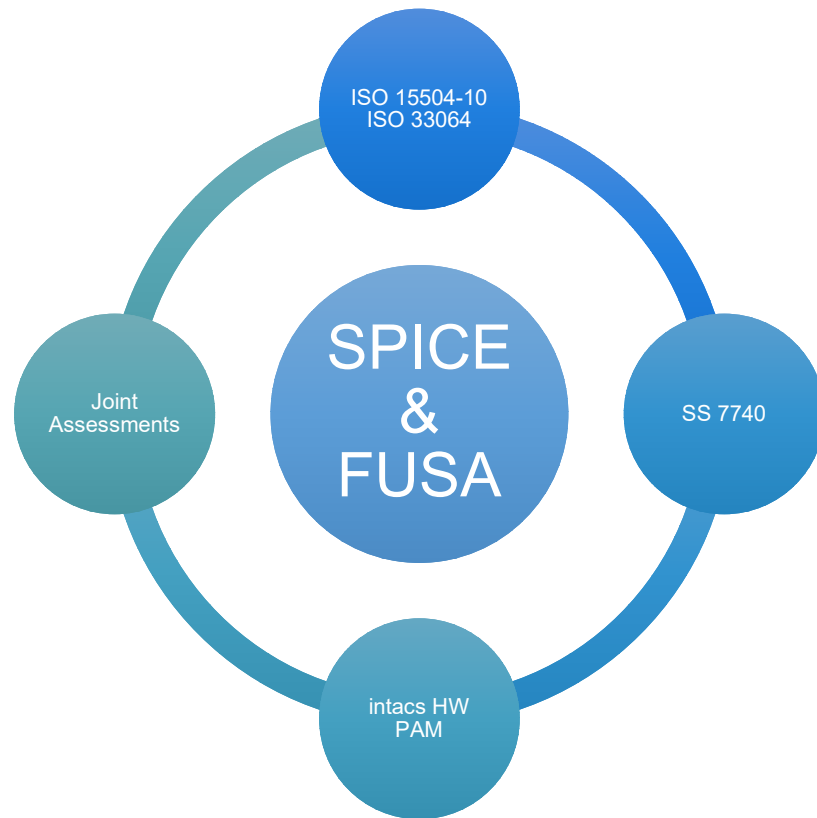 ISO 15504-10
ISO 33064
SPICE
&
FUSA
Joint
Assessments
SS 7740
intacs HW
PAM